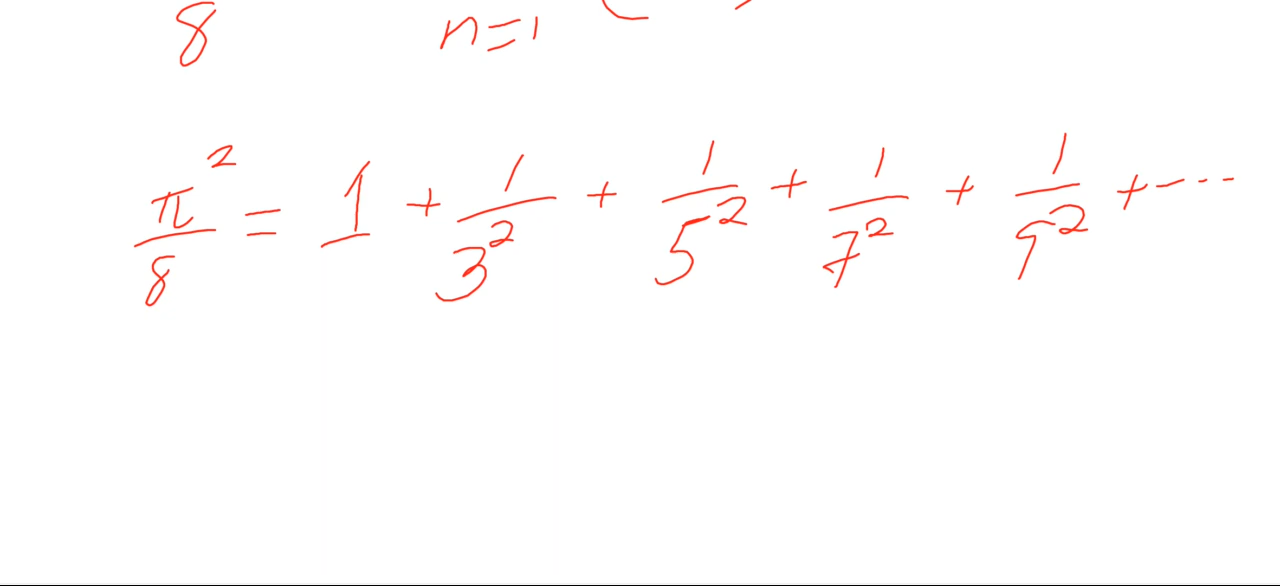 8 n=1
π²/8 = 1 + 1/3² + 1/5² + 1/7² + 1/9² + ----